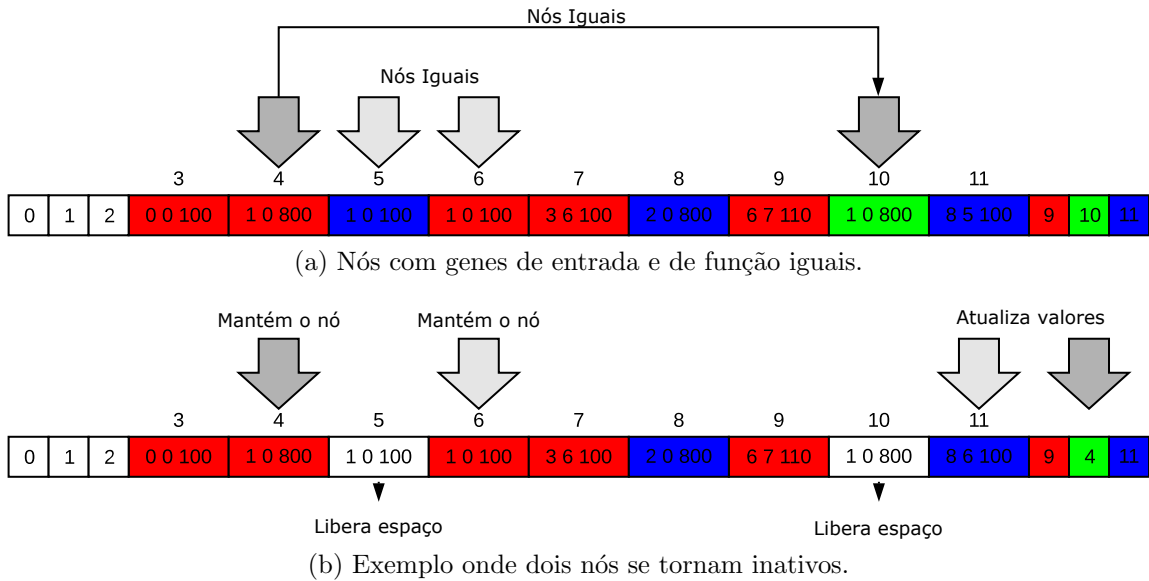 Nós Iguais
Nós Iguais
3 4 5 6 7 8 9 10 11
0 1 2 0 0 100 1 0 800 1 0 100 1 0 100 3 6 100 2 0 800 6 7 110 1 0 800 8 5 100 9 10 11
(a) Nós com genes de entrada e de função iguais.
Mantém o nó Mantém o nó Atualiza valores
3 4 5 6 7 8 9 10 11
0 1 2 0 0 100 1 0 800 1 0 100 1 0 100 3 6 100 2 0 800 6 7 110 1 0 800 8 6 100 9 4 11
Libera espaço Libera espaço
(b) Exemplo onde dois nós se tornam inativos.